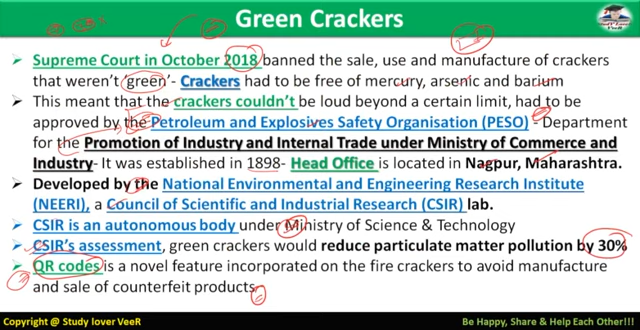 Green Crackers
Study lover
VeeR
Supreme Court in October 2018 banned the sale, use and manufacture of crackers
that weren't 'green'- Crackers had to be free of mercury, arsenic and barium
This meant that the crackers couldn't be loud beyond a certain limit, had to be
approved by the Petroleum and Explosives Safety Organisation (PESO) - Department
for the Promotion of Industry and Internal Trade under Ministry of Commerce and
Industry- It was established in 1898- Head Office is located in Nagpur, Maharashtra.
Developed by the National Environmental and Engineering Research Institute
(NEERI), a Council of Scientific and Industrial Research (CSIR) lab.
CSIR is an autonomous body under Ministry of Science & Technology
CSIR's assessment, green crackers would reduce particulate matter pollution by 30%
QR codes is a novel feature incorporated on the fire crackers to avoid manufacture
and sale of counterfeit products.
Copyright @ Study lover VeeR
Be Happy, Share & Help Each Other!!!